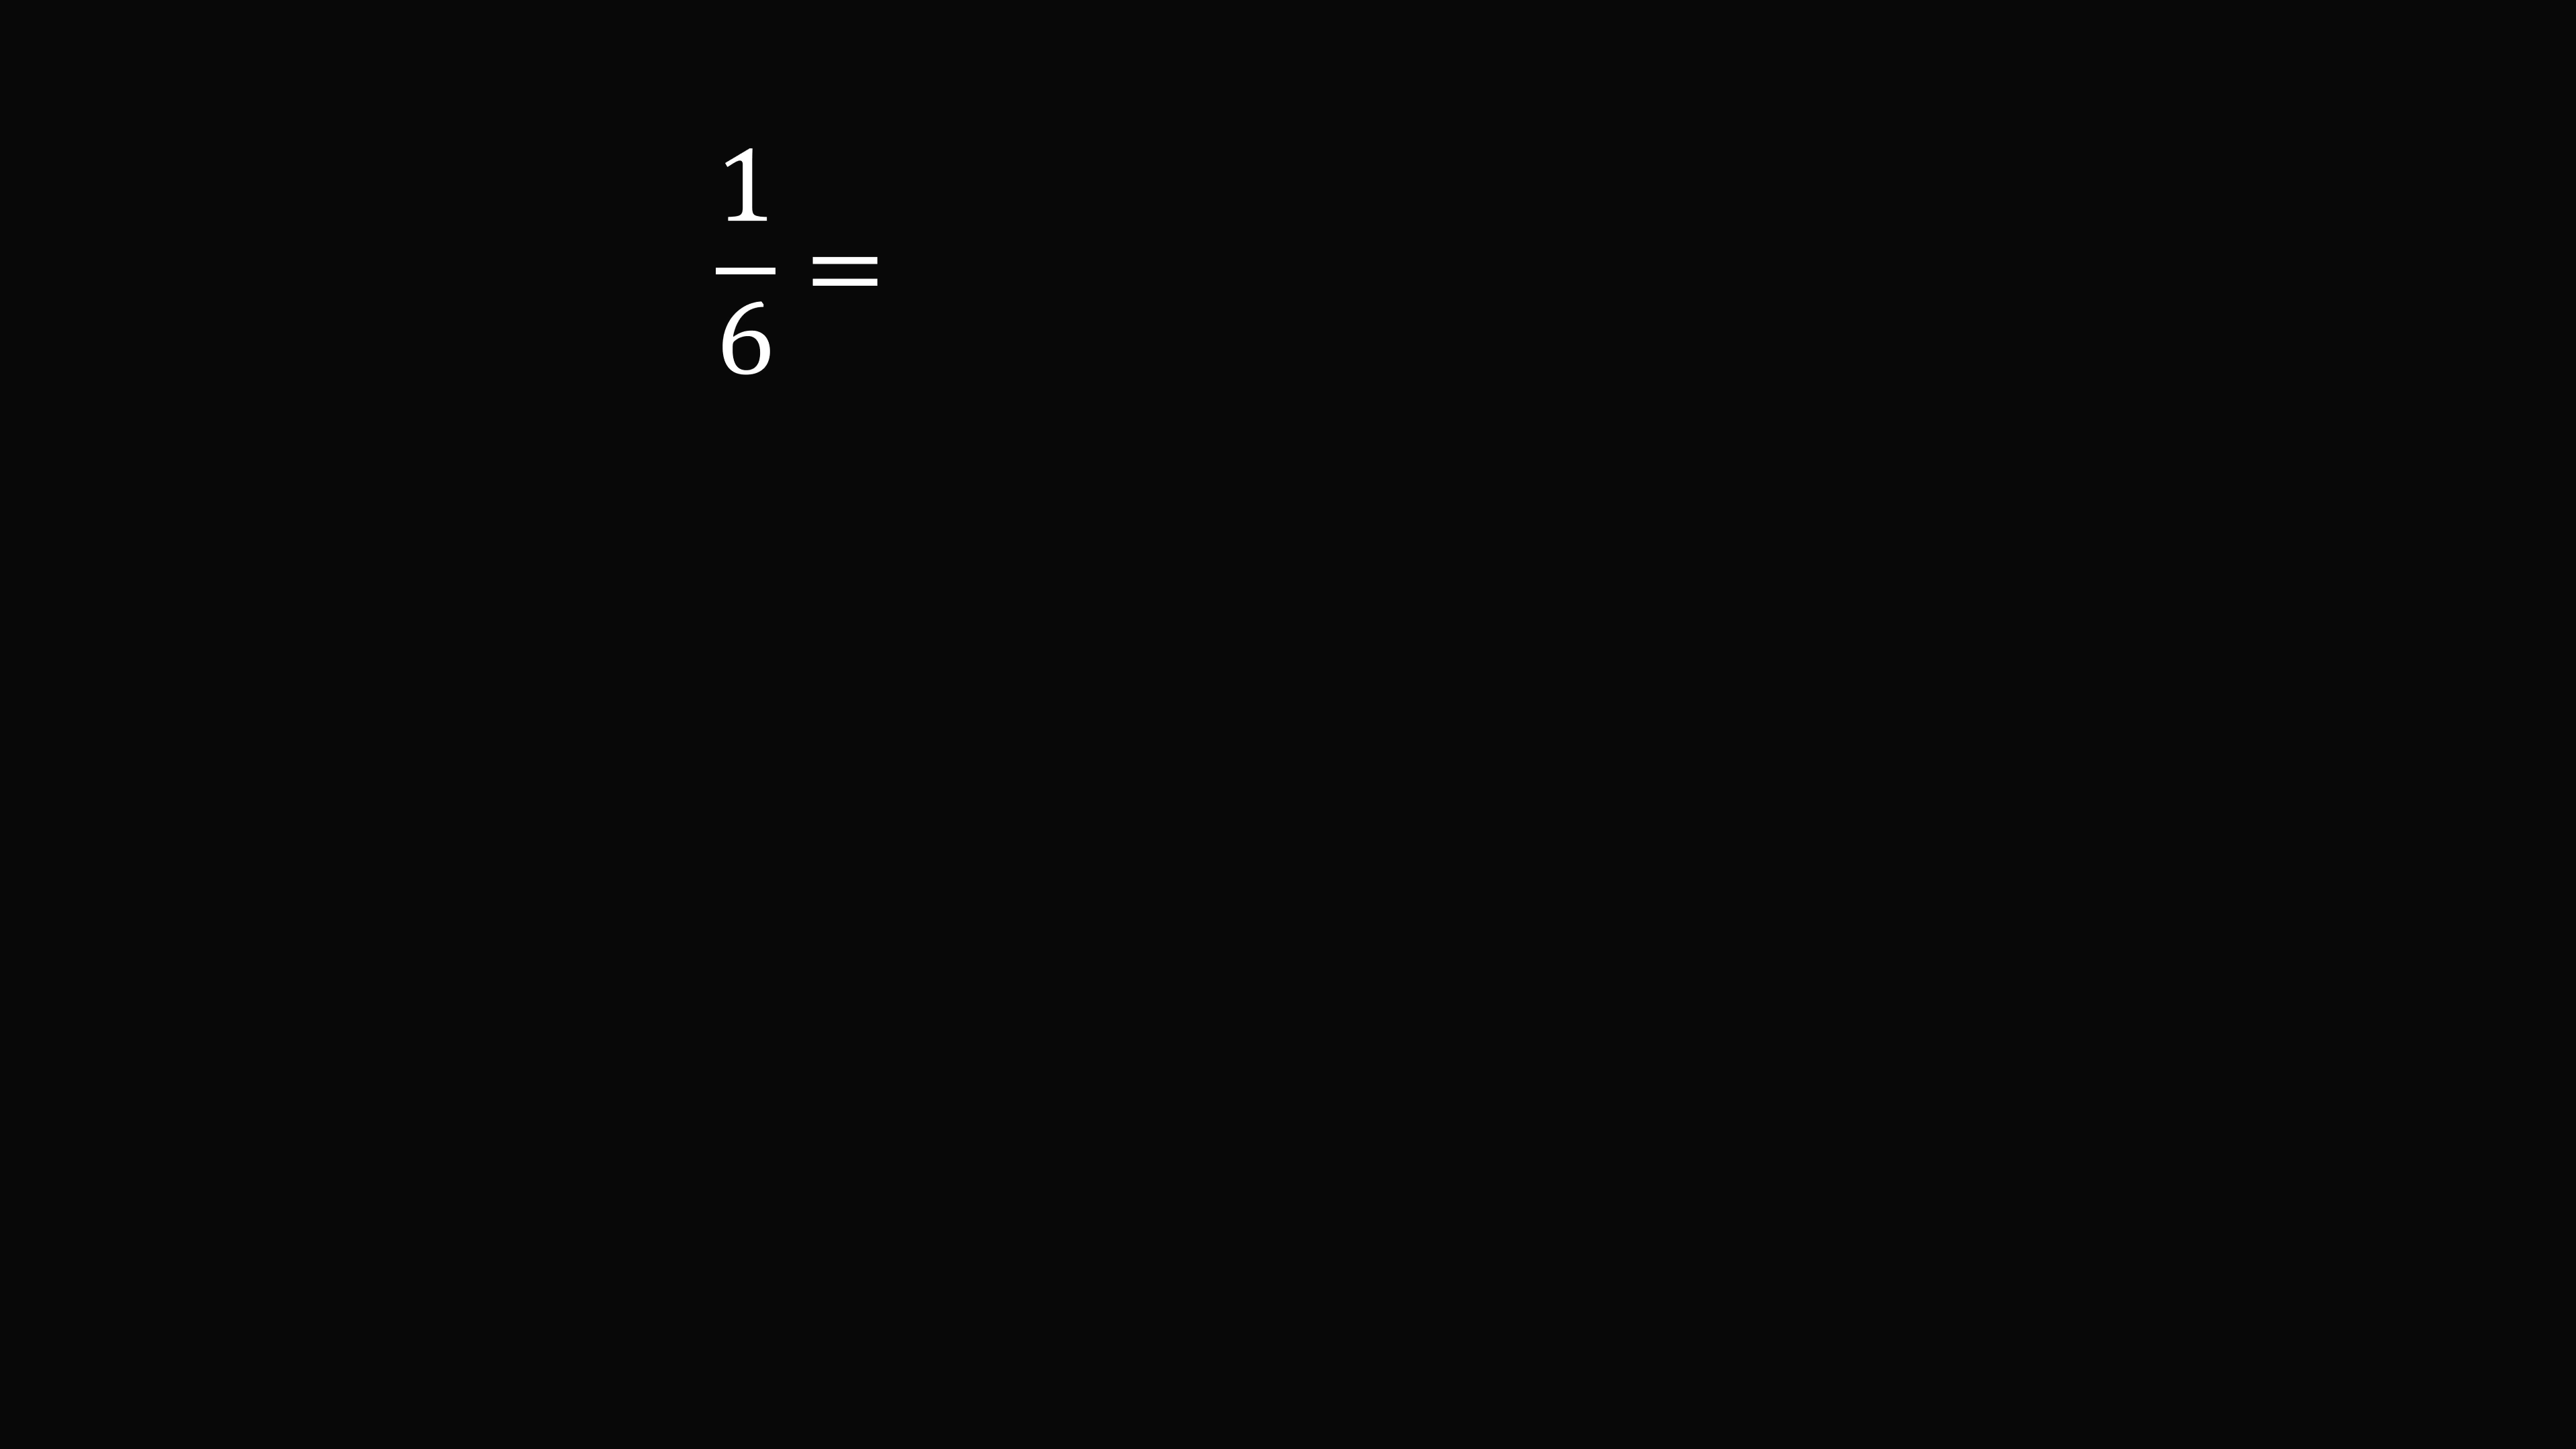 1/6 =